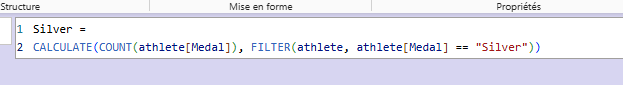 Structure Mise en forme Propriétés
1 Silver =
2 CALCULATE(COUNT(athlete[Medal]), FILTER(athlete, athlete[Medal] == "Silver"))